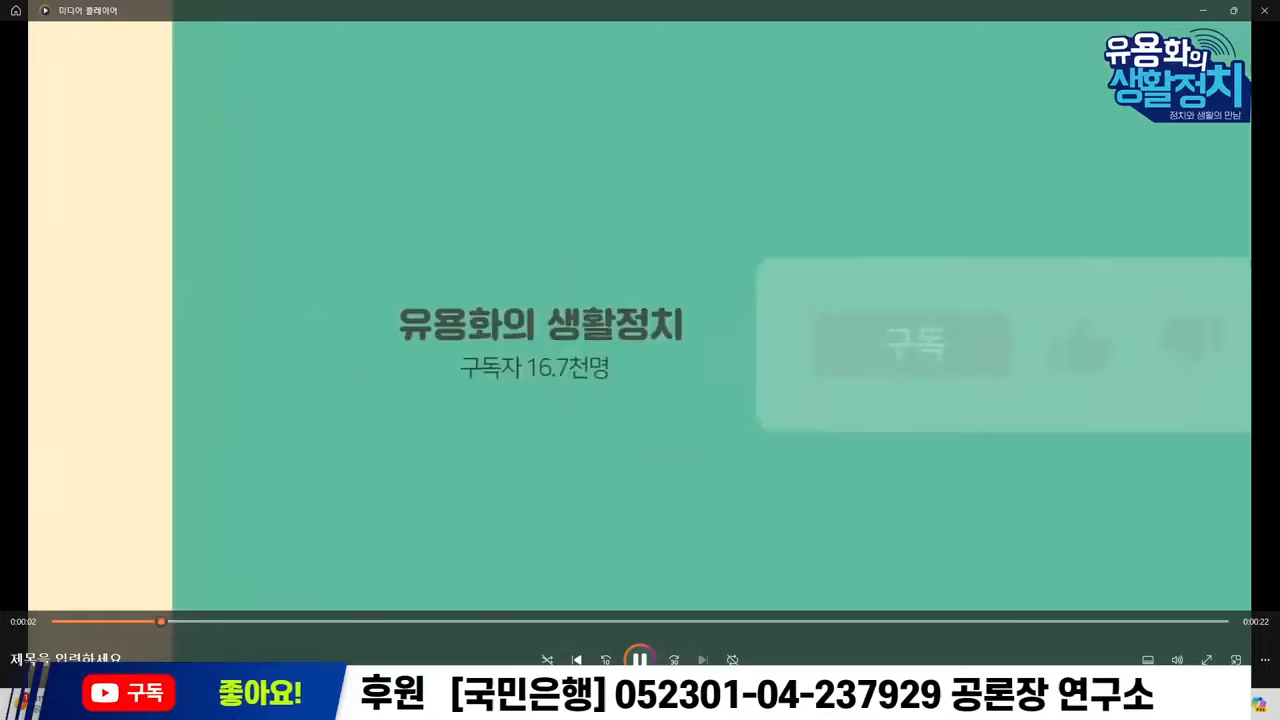 미디어 플레이어
유용화의
생활정치
정치와 생활의 만남
유용화의 생활정치
구독자 16.7천명
구독
0:00:02
0:00:22
제목을 입력하세요
구독
좋아요!
후원 [국민은행] 052301-04-237929 공론장 연구소